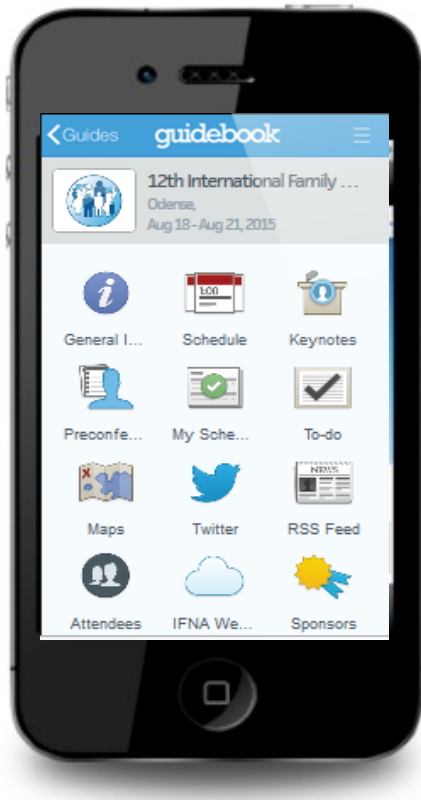 Guides guidebook
12th International Family ...
Odense,
Aug 18 - Aug 21, 2015
1:00
General I... Schedule Keynotes
Preconfe... My Sche... To-do
NEWS
Maps Twitter RSS Feed
Attendees IFNA We... Sponsors